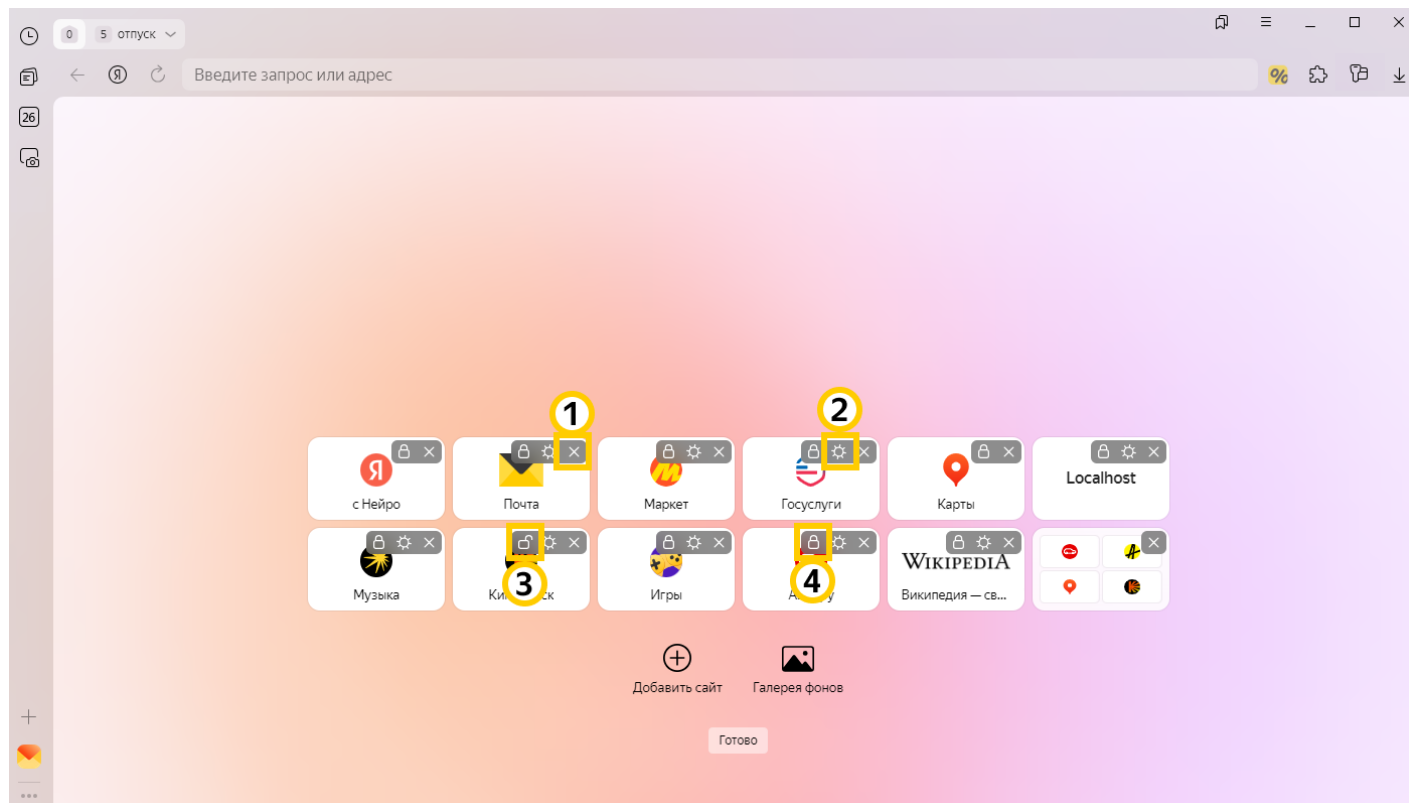 0 5 отпуск
Я Введите запрос или адрес %
26
1 2
Я
с Нейро Почта Маркет Госуслуги Карты Localhost
3 4 WIKIPEDIA
Музыка Игры Википедия — св...
Добавить сайт Галерея фонов
Готово